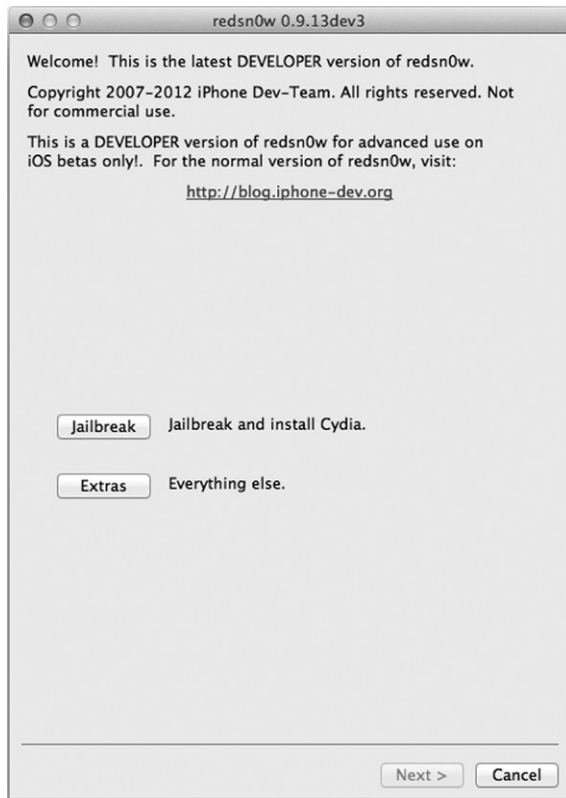 redsn0w 0.9.13dev3
Welcome!  This is the latest DEVELOPER version of redsn0w.
Copyright 2007-2012 iPhone Dev-Team. All rights reserved. Not
for commercial use.
This is a DEVELOPER version of redsn0w for advanced use on
iOS betas only!.  For the normal version of redsn0w, visit:
http://blog.iphone-dev.org
Jailbreak Jailbreak and install Cydia.
Extras Everything else.
Next > Cancel